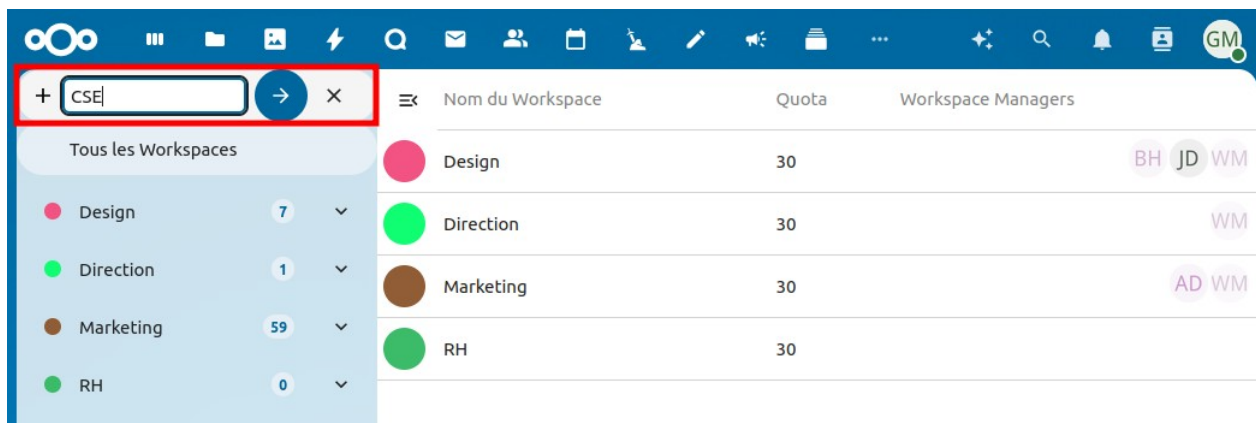 GM
CSE
Nom du Workspace Quota Workspace Managers
Tous les Workspaces
Design 7
Direction 1
Marketing 59
RH 0
Design 30 BH JD WM
Direction 30 WM
Marketing 30 AD WM
RH 30